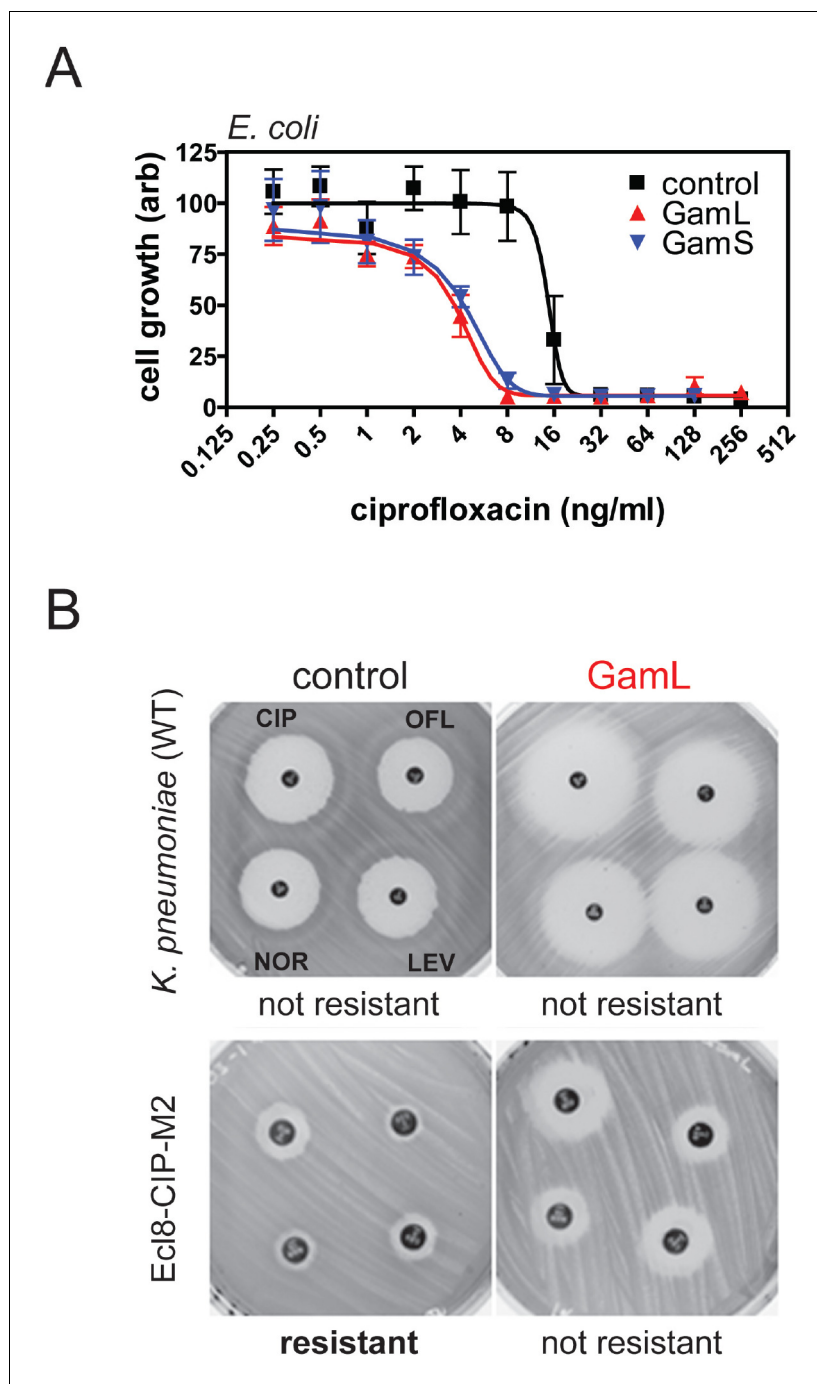 A
E. coli
cell growth (arb)
125
100
75
50
25
0
control
GamL
GamS
0.125
0.25
0.5
1
2
4
8
16
32
64
128
256
512
ciprofloxacin (ng/ml)
B
control
GamL
K. pneumoniae (WT)
CIP
OFL
NOR
LEV
not resistant
not resistant
Ecl8-CIP-M2
resistant
not resistant